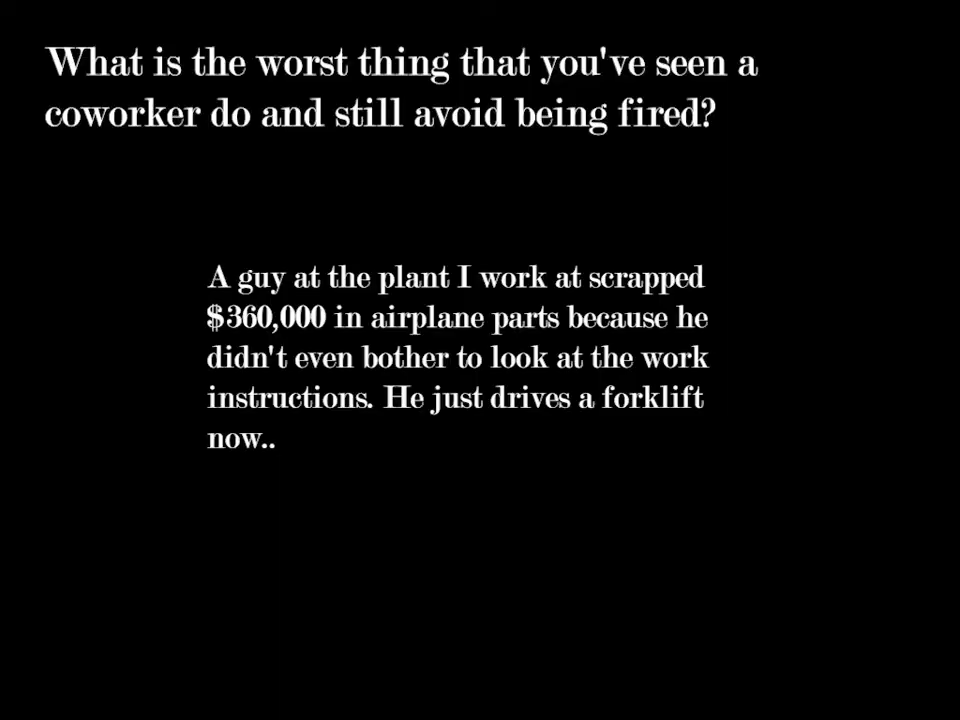 What is the worst thing that you've seen a
coworker do and still avoid being fired?
A guy at the plant I work at scrapped
$360,000 in airplane parts because he
didn't even bother to look at the work
instructions. He just drives a forklift
now..